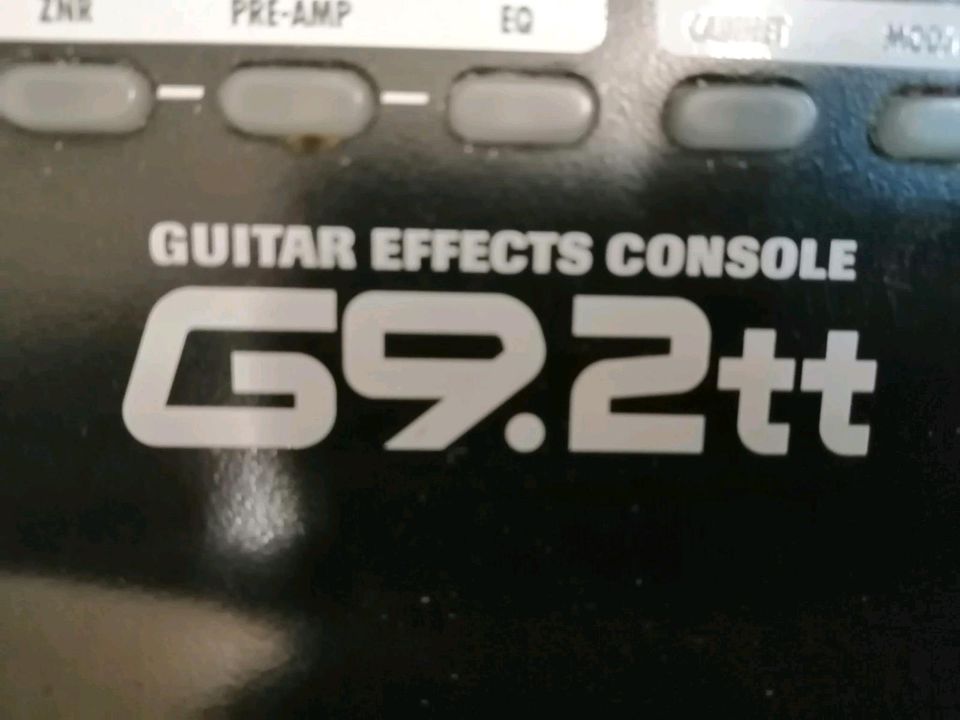 ZNR PRE-AMP EQ CABINET
GUITAR EFFECTS CONSOLE
G9.2tt